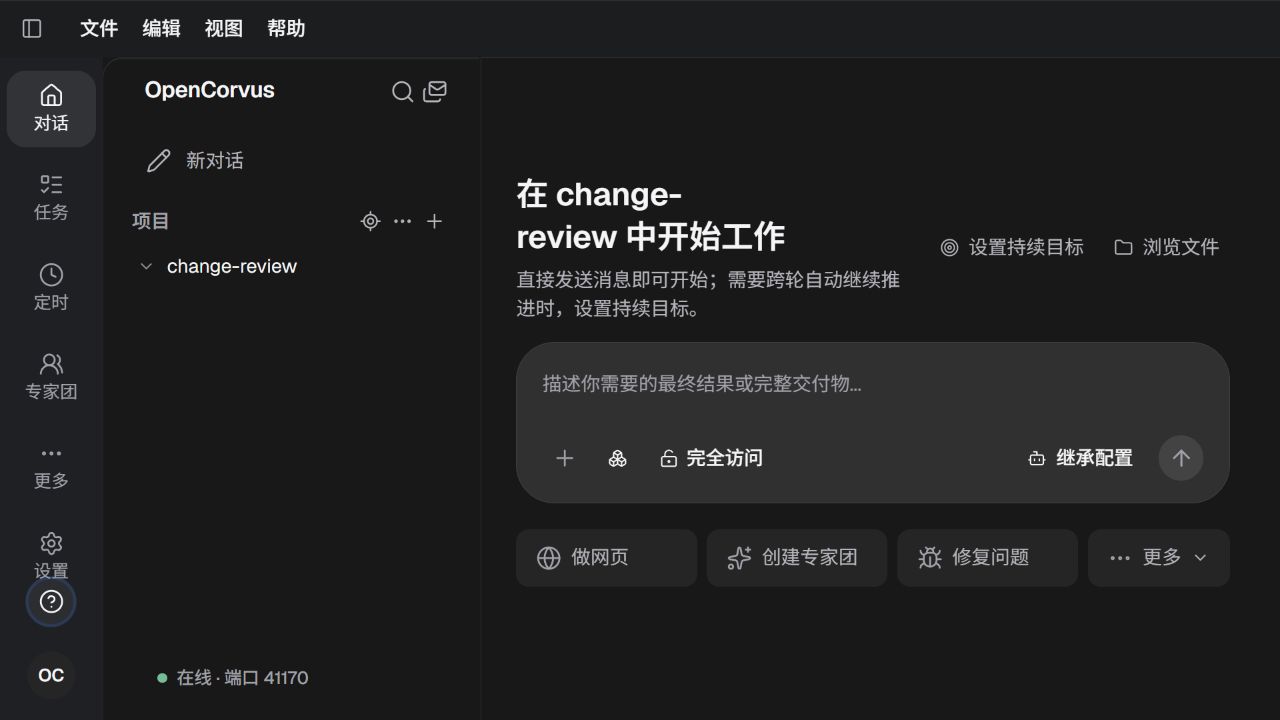 文件 编辑 视图 帮助
对话
任务
定时
专家团
更多
设置
OC
OpenCorvus
新对话
项目
change-review
在线 · 端口 41170
在 change-
review 中开始工作
直接发送消息即可开始；需要跨轮自动继续推
进时，设置持续目标。
设置持续目标 浏览文件
描述你需要的最终结果或完整交付物...
完全访问 继承配置
做网页 创建专家团 修复问题 更多